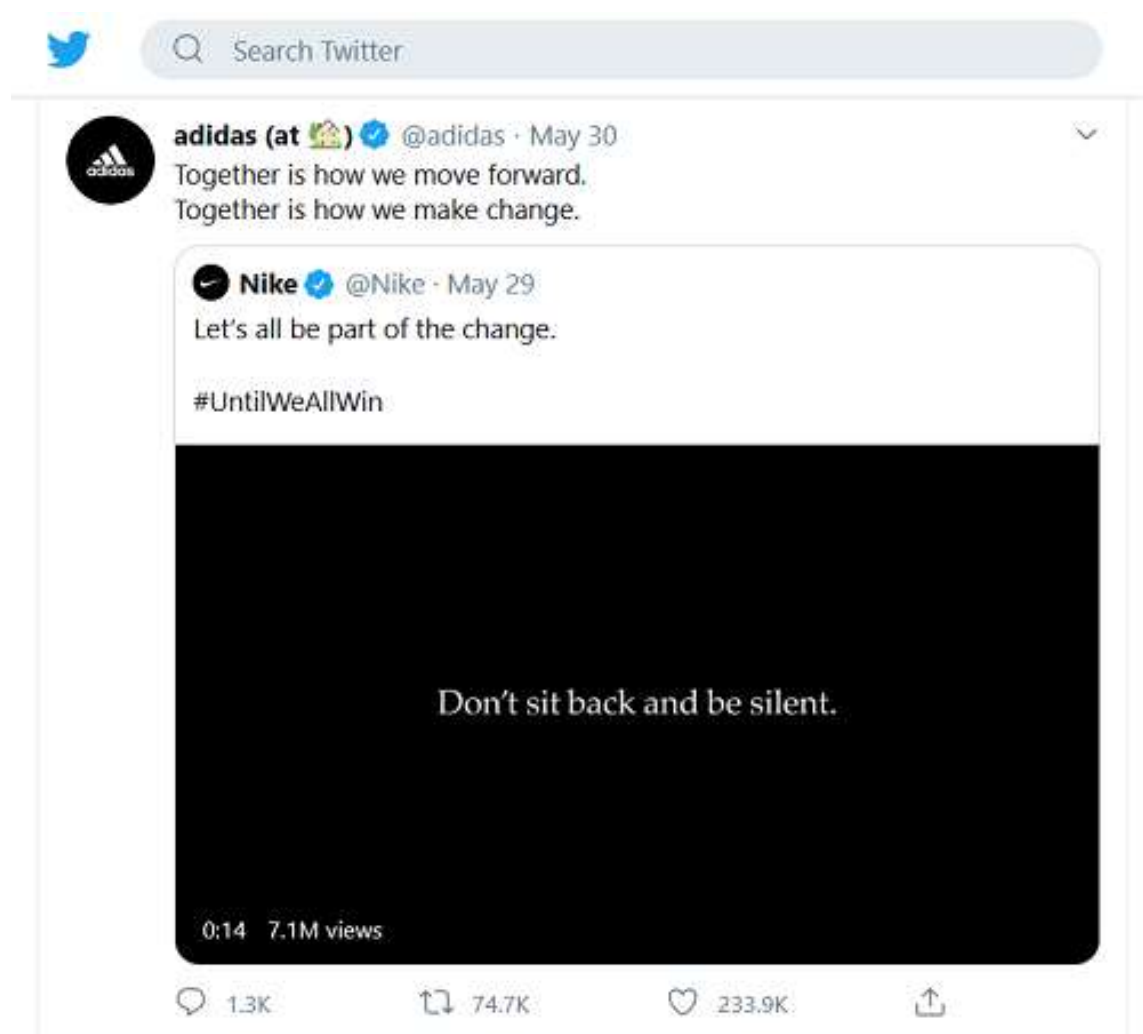 Search Twitter
adidas (at 🏡) @adidas · May 30
adidas
Together is how we move forward.
Together is how we make change.
Nike @Nike · May 29
Let's all be part of the change.
#UntilWeAllWin
Don't sit back and be silent.
0:14 7.1M views
1.3K 74.7K 233.9K